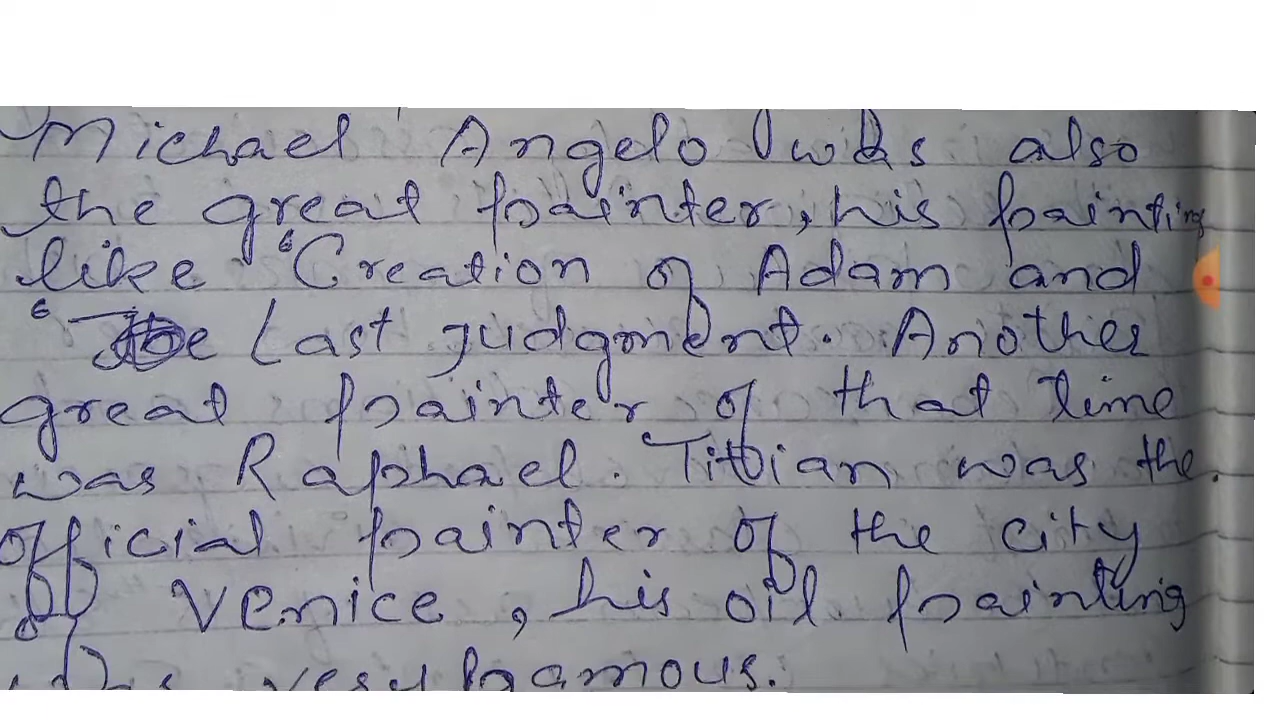 Michael Angelo was also
the great painter, his painting
like ‘Creation of Adam and
‘The Last Judgment. Another
great painter of that time
was Raphael. Titian was the
official painter of the city
of Venice, his oil painting
was very famous.